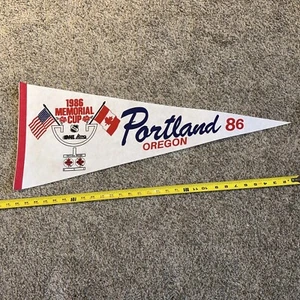 1986
MEMORIAL
CUP
Portland 86
OREGON